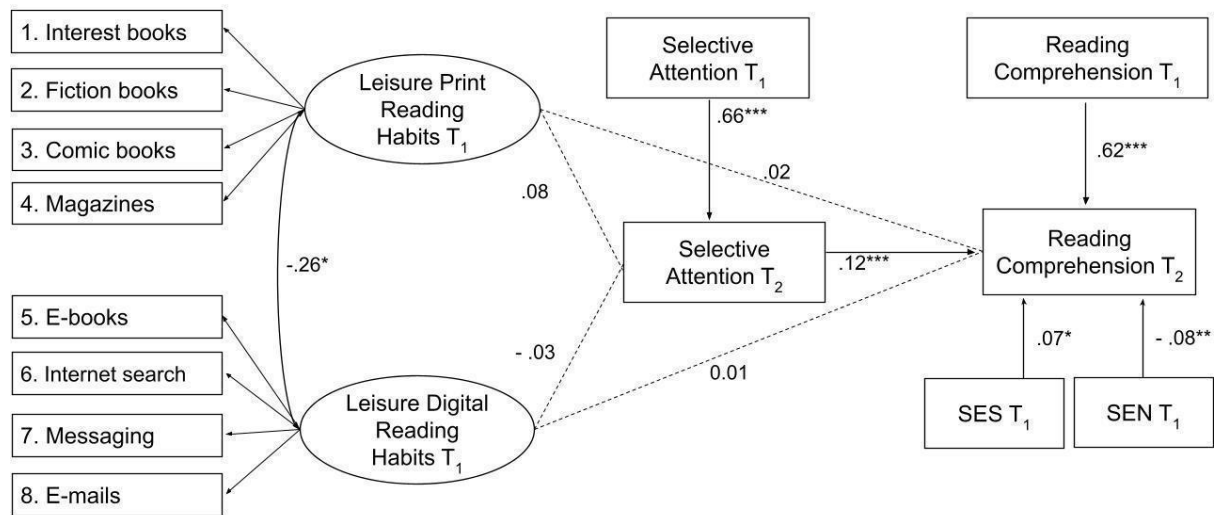 1. Interest books
2. Fiction books
3. Comic books
4. Magazines
5. E-books
6. Internet search
7. Messaging
8. E-mails
Leisure Print
Reading
Habits T₁
-.26*
Leisure Digital
Reading
Habits T₁
.08
- .03
Selective
Attention T₁
.66***
Selective
Attention T₂
.02
.12***
0.01
Reading
Comprehension T₁
.62***
Reading
Comprehension T₂
.07*
- .08**
SES T₁
SEN T₁